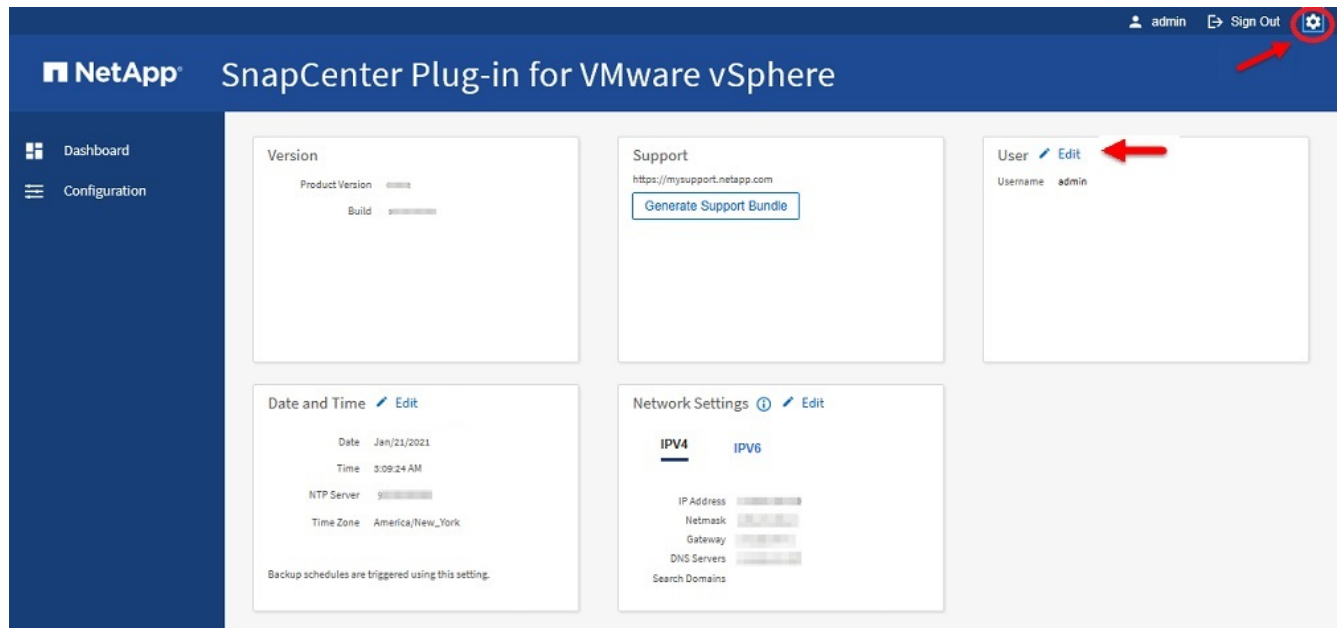 admin Sign Out
NetApp® SnapCenter Plug-in for VMware vSphere
Dashboard
Configuration
Version
Product Version
Build
Support
https://mysupport.netapp.com
Generate Support Bundle
User Edit
Username admin
Date and Time Edit
Date Jan/21/2021
Time 3:09:24 AM
NTP Server
Time Zone America/New_York
Backup schedules are triggered using this setting.
Network Settings Edit
IPV4 IPV6
IP Address
Netmask
Gateway
DNS Servers
Search Domains